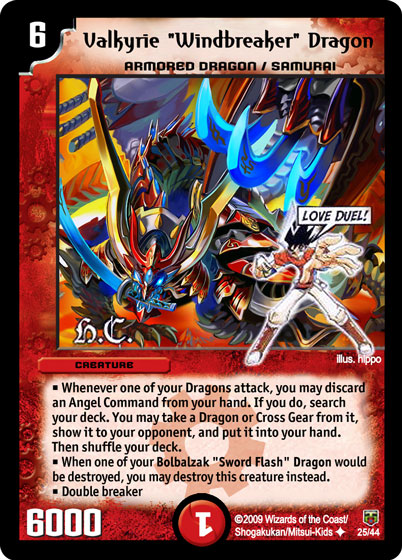 6
Valkyrie "Windbreaker" Dragon
ARMORED DRAGON / SAMURAI
LOVE DUEL!
h.C.
illus. hippo
CREATURE
▪ Whenever one of your Dragons attack, you may discard
an Angel Command from your hand. If you do, search
your deck. You may take a Dragon or Cross Gear from it,
show it to your opponent, and put it into your hand.
Then shuffle your deck.
▪ When one of your Bolbalzak "Sword Flash" Dragon would
be destroyed, you may destroy this creature instead.
▪ Double breaker
6000
1
©2009 Wizards of the Coast/
Shogakukan/Mitsui-Kids ✦ 25/44